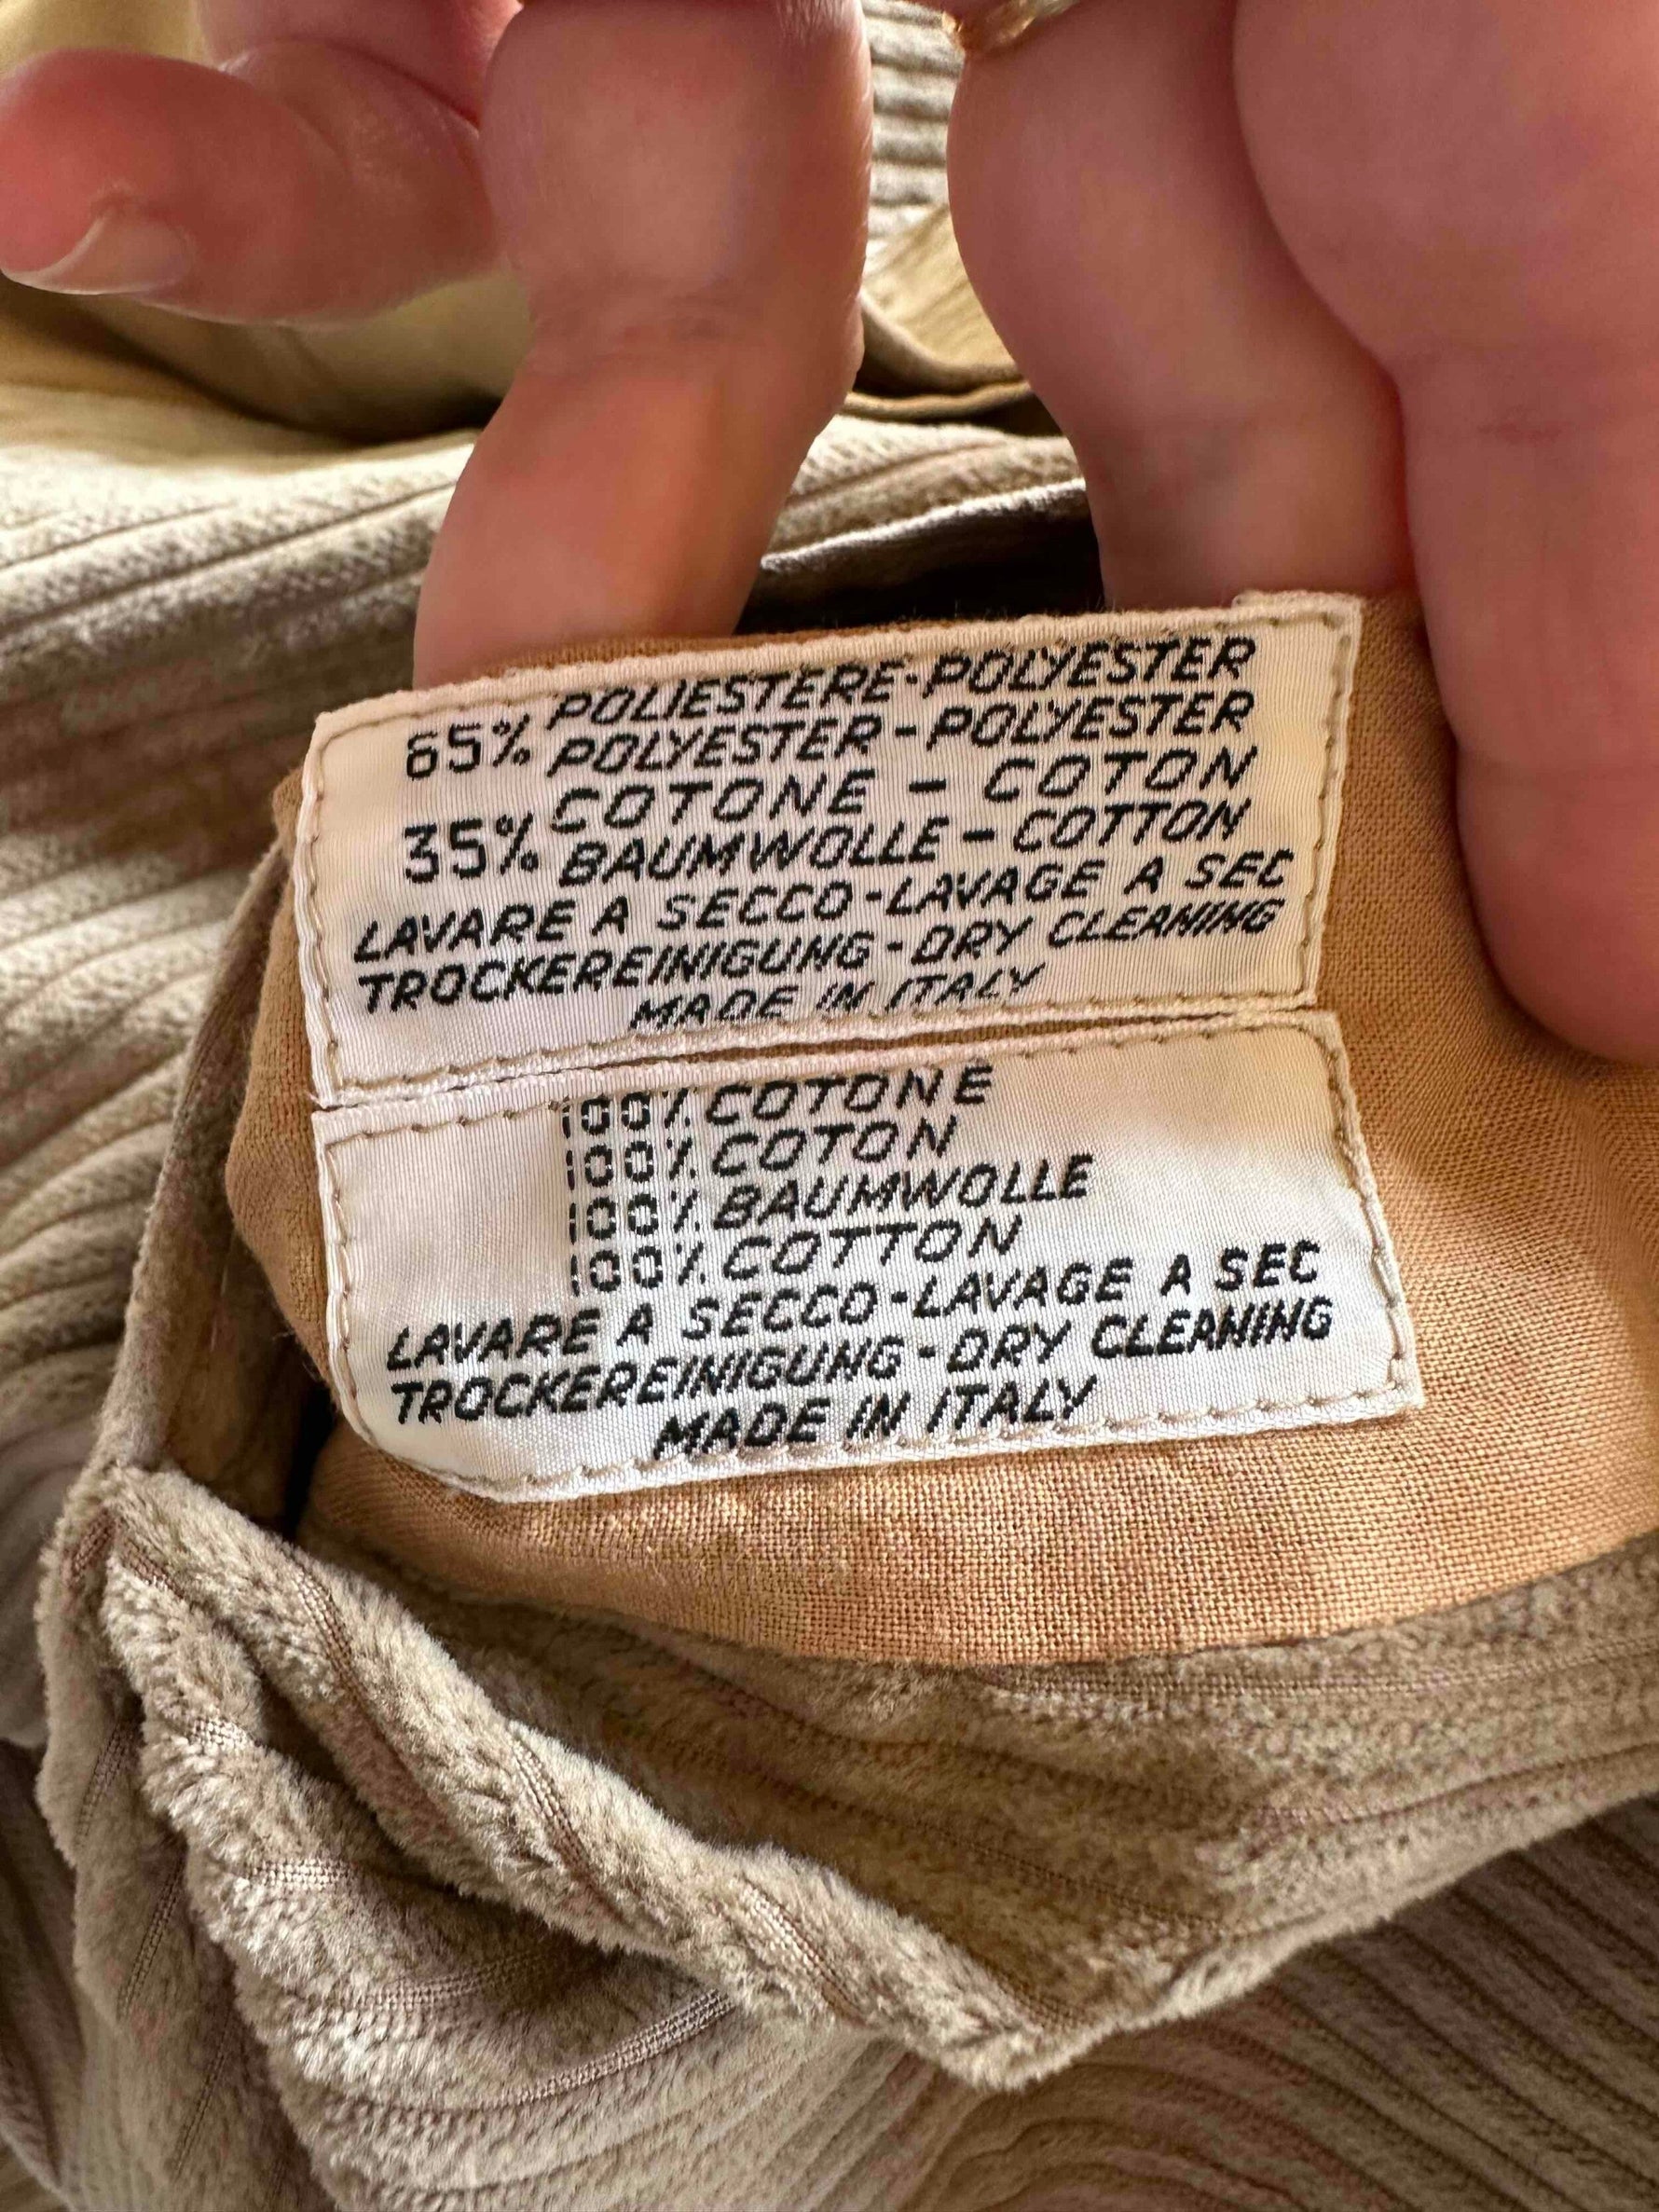 65% POLIESTERE-POLYESTER
POLYESTER-POLYESTER
35% COTONE - COTON
BAUMWOLLE - COTTON
LAVARE A SECCO-LAVAGE A SEC
TROCKEREINIGUNG-DRY CLEANING
MADE IN ITALY
100% COTONE
100% COTON
100% BAUMWOLLE
100% COTTON
LAVARE A SECCO-LAVAGE A SEC
TROCKEREINIGUNG-DRY CLEANING
MADE IN ITALY